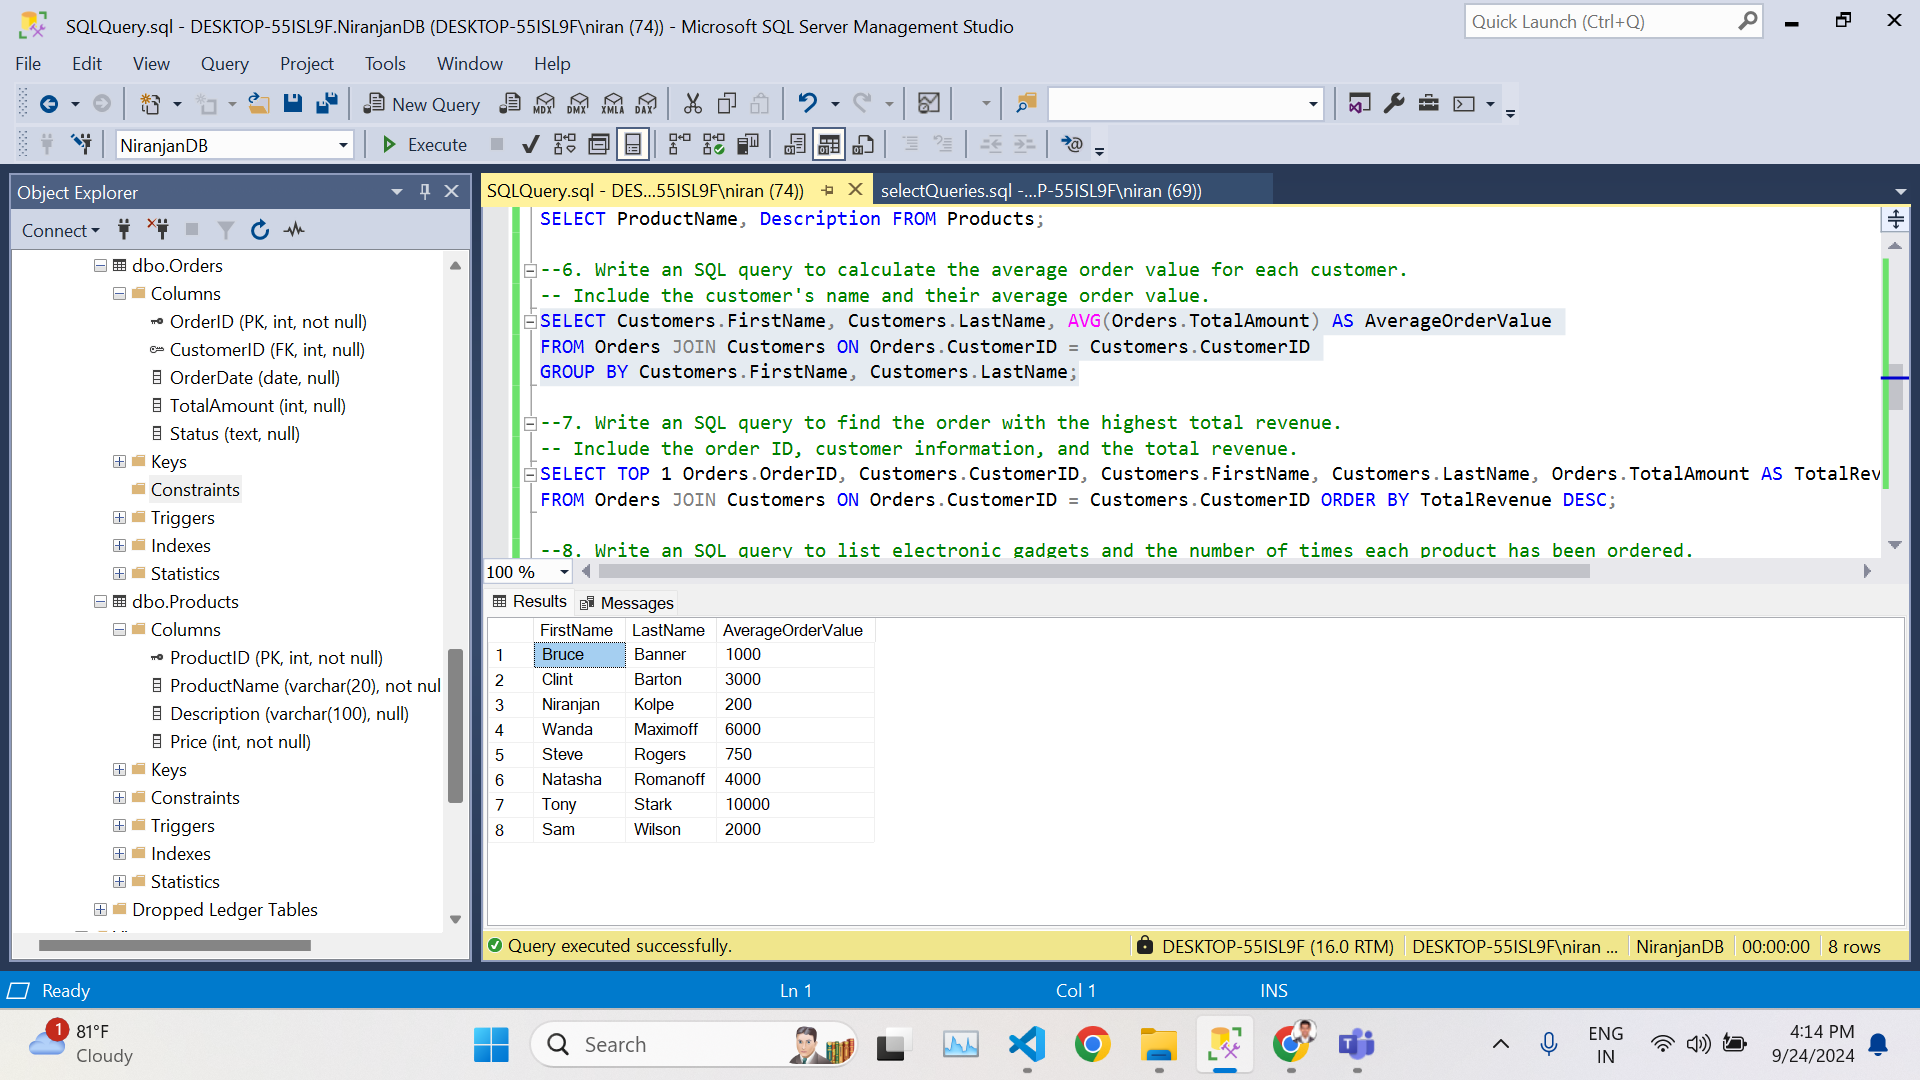 SQLQuery.sql - DESKTOP-55ISL9F.NiranjanDB (DESKTOP-55ISL9F\niran (74)) - Microsoft SQL Server Management Studio
Quick Launch (Ctrl+Q)
File Edit View Query Project Tools Window Help
New Query MDX DMX XMLA DAX
NiranjanDB Execute
Object Explorer
Connect
dbo.Orders
Columns
OrderID (PK, int, not null)
CustomerID (FK, int, null)
OrderDate (date, null)
TotalAmount (int, null)
Status (text, null)
Keys
Constraints
Triggers
Indexes
Statistics
dbo.Products
Columns
ProductID (PK, int, not null)
ProductName (varchar(20), not nul
Description (varchar(100), null)
Price (int, not null)
Keys
Constraints
Triggers
Indexes
Statistics
Dropped Ledger Tables
SQLQuery.sql - DES...55ISL9F\niran (74)) selectQueries.sql -...P-55ISL9F\niran (69))
SELECT ProductName, Description FROM Products;
--6. Write an SQL query to calculate the average order value for each customer.
-- Include the customer's name and their average order value.
SELECT Customers.FirstName, Customers.LastName, AVG(Orders.TotalAmount) AS AverageOrderValue
FROM Orders JOIN Customers ON Orders.CustomerID = Customers.CustomerID
GROUP BY Customers.FirstName, Customers.LastName;
--7. Write an SQL query to find the order with the highest total revenue.
-- Include the order ID, customer information, and the total revenue.
SELECT TOP 1 Orders.OrderID, Customers.CustomerID, Customers.FirstName, Customers.LastName, Orders.TotalAmount AS TotalRev
FROM Orders JOIN Customers ON Orders.CustomerID = Customers.CustomerID ORDER BY TotalRevenue DESC;
--8. Write an SQL query to list electronic gadgets and the number of times each product has been ordered.
100 %
Results Messages
FirstName LastName AverageOrderValue
1 Bruce Banner 1000
2 Clint Barton 3000
3 Niranjan Kolpe 200
4 Wanda Maximoff 6000
5 Steve Rogers 750
6 Natasha Romanoff 4000
7 Tony Stark 10000
8 Sam Wilson 2000
Query executed successfully. DESKTOP-55ISL9F (16.0 RTM) DESKTOP-55ISL9F\niran ... NiranjanDB 00:00:00 8 rows
Ready Ln 1 Col 1 INS
1 81°F
Cloudy
Search
ENG
IN
4:14 PM
9/24/2024